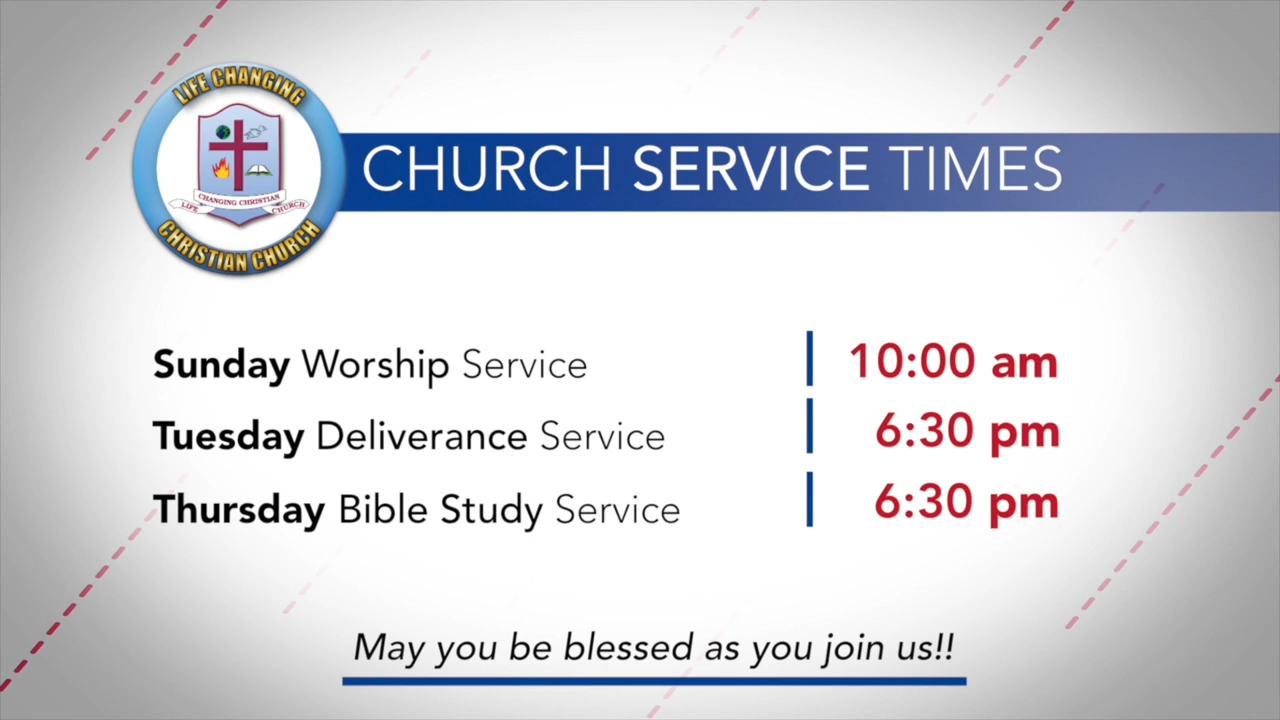 LIFE CHANGING
CHANGING CHRISTIAN
LIFE CHURCH
CHRISTIAN CHURCH
CHURCH SERVICE TIMES
Sunday Worship Service 10:00 am
Tuesday Deliverance Service 6:30 pm
Thursday Bible Study Service 6:30 pm
May you be blessed as you join us!!